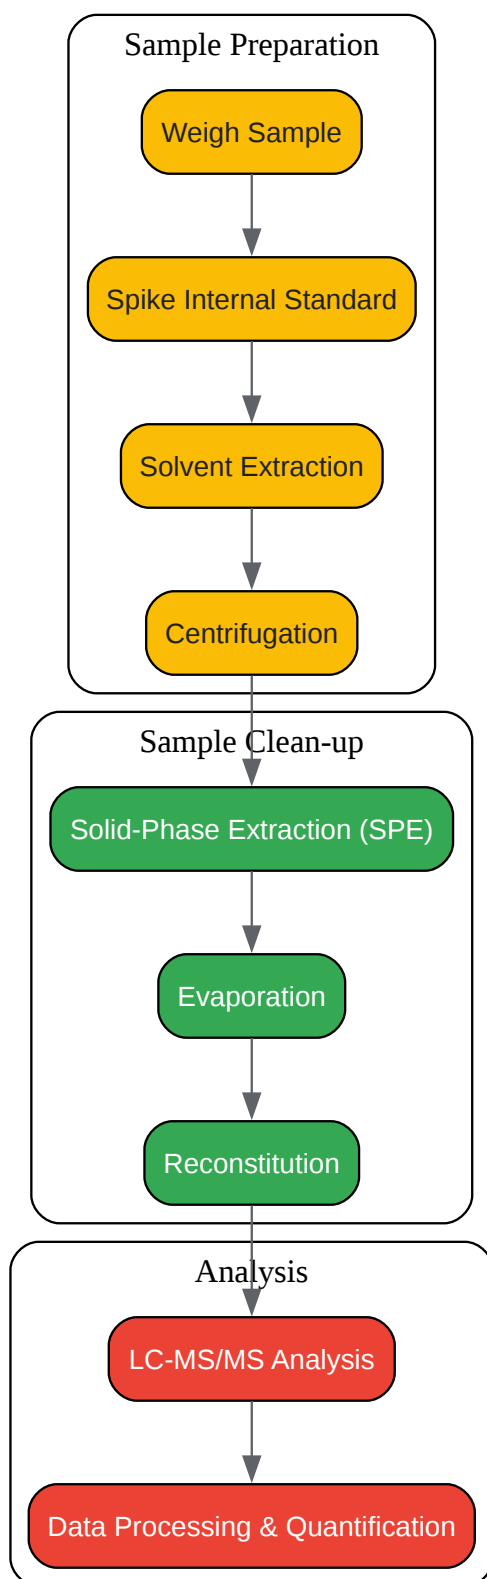 Sample Preparation
Weigh Sample
Spike Internal Standard
Solvent Extraction
Centrifugation
Sample Clean-up
Solid-Phase Extraction (SPE)
Evaporation
Reconstitution
Analysis
LC-MS/MS Analysis
Data Processing & Quantification